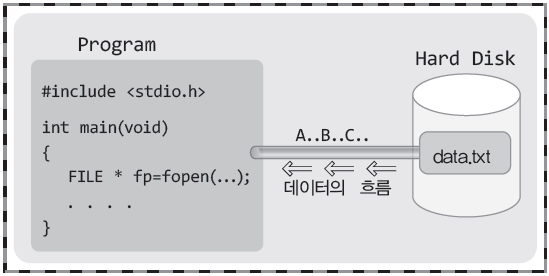 Program
#include <stdio.h>
int main(void)
{
FILE * fp=fopen(...);
. . . .
}
A..B..C..
데이터의 흐름
Hard Disk
data.txt